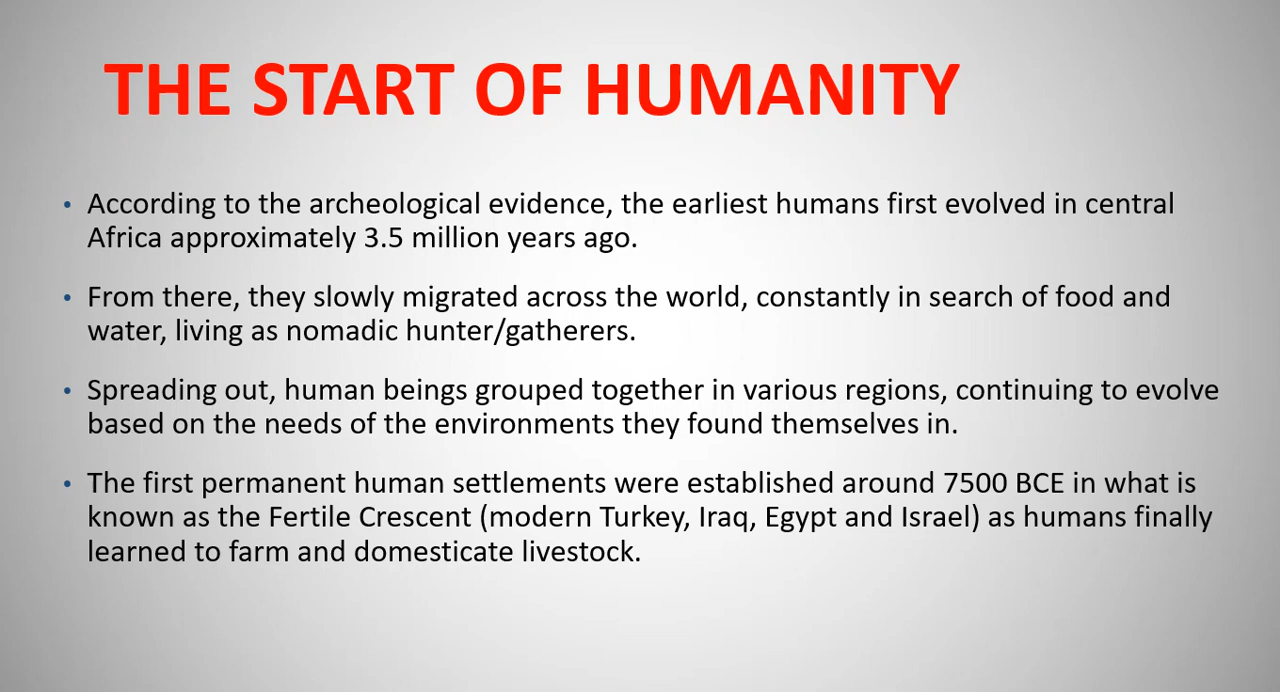 THE START OF HUMANITY
• According to the archeological evidence, the earliest humans first evolved in central
Africa approximately 3.5 million years ago.
• From there, they slowly migrated across the world, constantly in search of food and
water, living as nomadic hunter/gatherers.
• Spreading out, human beings grouped together in various regions, continuing to evolve
based on the needs of the environments they found themselves in.
• The first permanent human settlements were established around 7500 BCE in what is
known as the Fertile Crescent (modern Turkey, Iraq, Egypt and Israel) as humans finally
learned to farm and domesticate livestock.